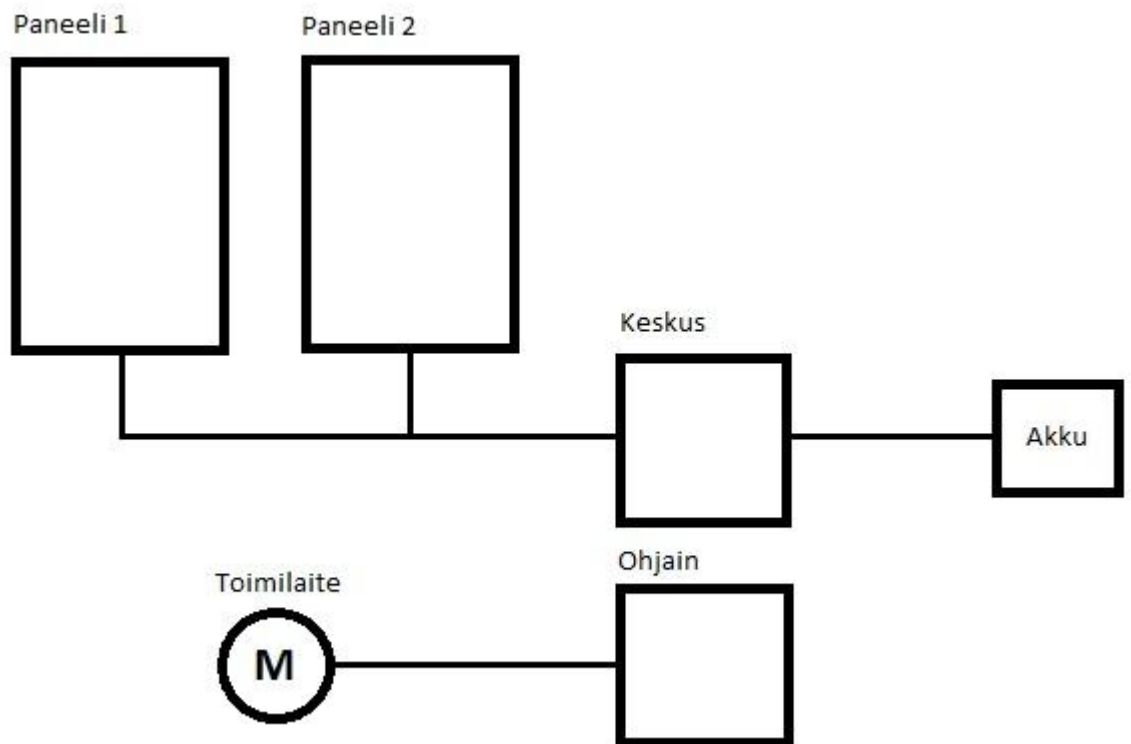 Paneeli 1
Paneeli 2
Keskus
Akku
Ohjain
Toimilaite
M